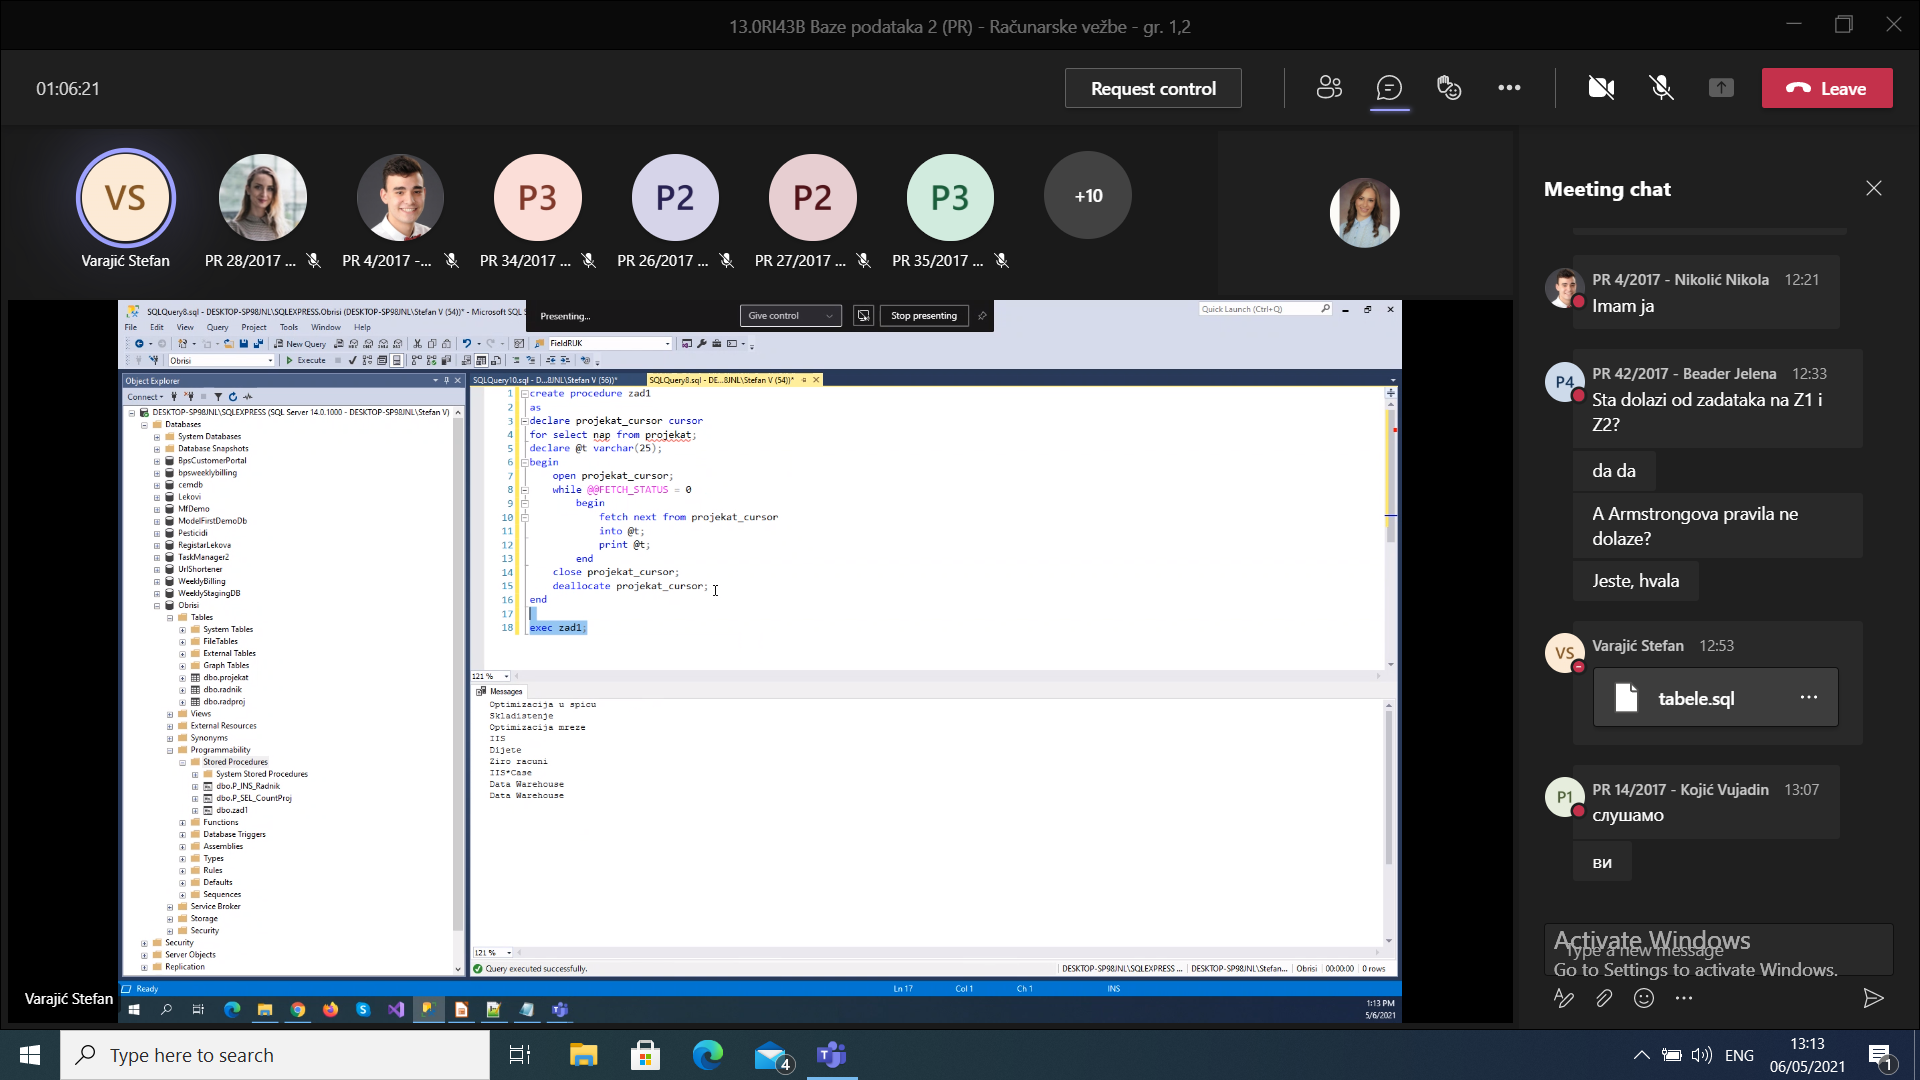 13.0RI43B Baze podataka 2 (PR) - Računarske vežbe - gr. 1,2
01:06:21
Request control
Leave
VS
P3
P2
P2
P3
+10
Varajić Stefan
PR 28/2017 ...
PR 4/2017 -...
PR 34/2017 ...
PR 26/2017 ...
PR 27/2017 ...
PR 35/2017 ...
Meeting chat
PR 4/2017 - Nikolić Nikola 12:21
Imam ja
P4
PR 42/2017 - Beader Jelena 12:33
Sta dolazi od zadataka na Z1 i
Z2?
da da
A Armstrongova pravila ne
dolaze?
Jeste, hvala
VS
Varajić Stefan 12:53
tabele.sql
P1
PR 14/2017 - Kojić Vujadin 13:07
слушамо
ви
Type a new message
Activate Windows
Go to Settings to activate Windows.
SQLQuery8.sql - DESKTOP-SP98JNL\SQLEXPRESS.Obrisi (DESKTOP-SP98JNL\Stefan V (54))* - Microsoft SQL S
Presenting...
Give control
Stop presenting
Quick Launch (Ctrl+Q)
File Edit View Query Project Tools Window Help
New Query
FieldRUK
Obrisi
Execute
Object Explorer
Connect
DESKTOP-SP98JNL\SQLEXPRESS (SQL Server 14.0.1000 - DESKTOP-SP98JNL\Stefan V)
Databases
System Databases
Database Snapshots
BpsCustomerPortal
bpsweeklybilling
cemdb
Lekovi
MfDemo
ModelFirstDemoDb
Pesticidi
RegistarLekova
TaskManager2
UrlShortener
WeeklyBilling
WeeklyStagingDB
Obrisi
Tables
System Tables
FileTables
External Tables
Graph Tables
dbo.projekat
dbo.radnik
dbo.radproj
Views
External Resources
Synonyms
Programmability
Stored Procedures
System Stored Procedures
dbo.P_INS_Radnik
dbo.P_SEL_CountProj
dbo.zad1
Functions
Database Triggers
Assemblies
Types
Rules
Defaults
Sequences
Service Broker
Storage
Security
Security
Server Objects
Replication
SQLQuery10.sql - D...8JNL\Stefan V (56))*
SQLQuery8.sql - DE...8JNL\Stefan V (54))*
1 create procedure zad1
2 as
3 declare projekat_cursor cursor
4 for select nap from projekat;
5 declare @t varchar(25);
6 begin
7 open projekat_cursor;
8 while @@FETCH_STATUS = 0
9 begin
10 fetch next from projekat_cursor
11 into @t;
12 print @t;
13 end
14 close projekat_cursor;
15 deallocate projekat_cursor;
16 end
17
18 exec zad1;
121 %
Messages
Optimizacija u spicu
Skladistenje
Optimizacija mreze
IIS
Dijete
Ziro racuni
IIS*Case
Data Warehouse
Data Warehouse
121 %
Query executed successfully.
DESKTOP-SP98JNL\SQLEXPRESS ...
DESKTOP-SP98JNL\Stefan...
Obrisi
00:00:00
0 rows
Ready
Ln 17
Col 1
Ch 1
INS
Varajić Stefan
1:13 PM
5/6/2021
Type here to search
4
ENG
13:13
06/05/2021
1